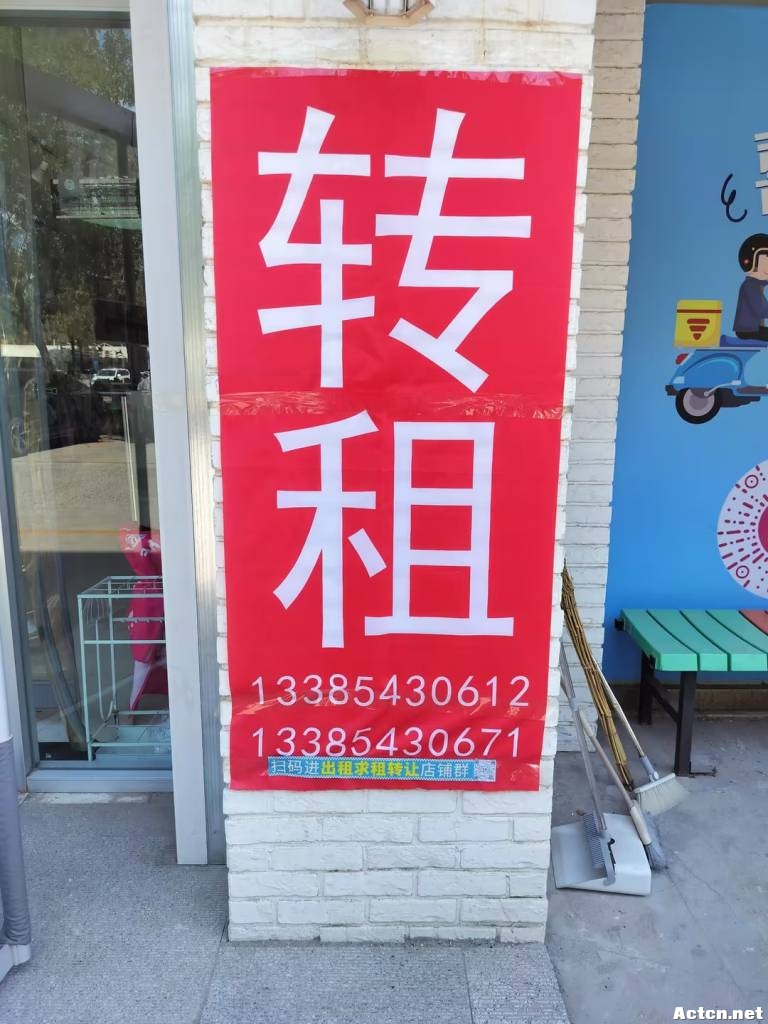 转
租
13385430612
13385430671
扫码进出租求租转让店铺群
Actcn.net